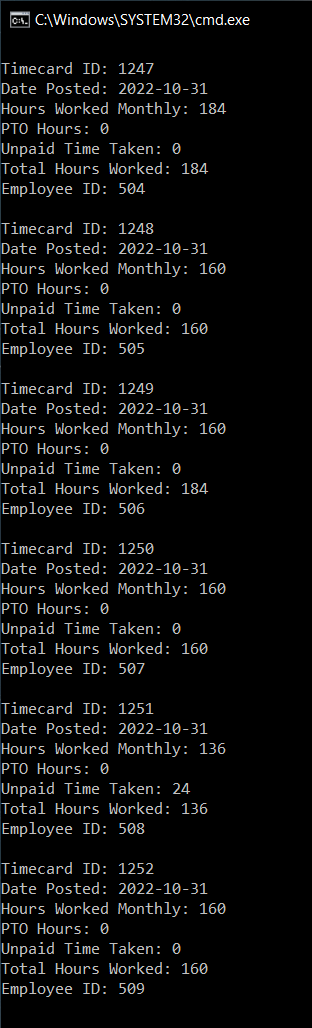 C:\Windows\SYSTEM32\cmd.exe
Timecard ID: 1247
Date Posted: 2022-10-31
Hours Worked Monthly: 184
PTO Hours: 0
Unpaid Time Taken: 0
Total Hours Worked: 184
Employee ID: 504
Timecard ID: 1248
Date Posted: 2022-10-31
Hours Worked Monthly: 160
PTO Hours: 0
Unpaid Time Taken: 0
Total Hours Worked: 160
Employee ID: 505
Timecard ID: 1249
Date Posted: 2022-10-31
Hours Worked Monthly: 160
PTO Hours: 0
Unpaid Time Taken: 0
Total Hours Worked: 184
Employee ID: 506
Timecard ID: 1250
Date Posted: 2022-10-31
Hours Worked Monthly: 160
PTO Hours: 0
Unpaid Time Taken: 0
Total Hours Worked: 160
Employee ID: 507
Timecard ID: 1251
Date Posted: 2022-10-31
Hours Worked Monthly: 136
PTO Hours: 0
Unpaid Time Taken: 24
Total Hours Worked: 136
Employee ID: 508
Timecard ID: 1252
Date Posted: 2022-10-31
Hours Worked Monthly: 160
PTO Hours: 0
Unpaid Time Taken: 0
Total Hours Worked: 160
Employee ID: 509